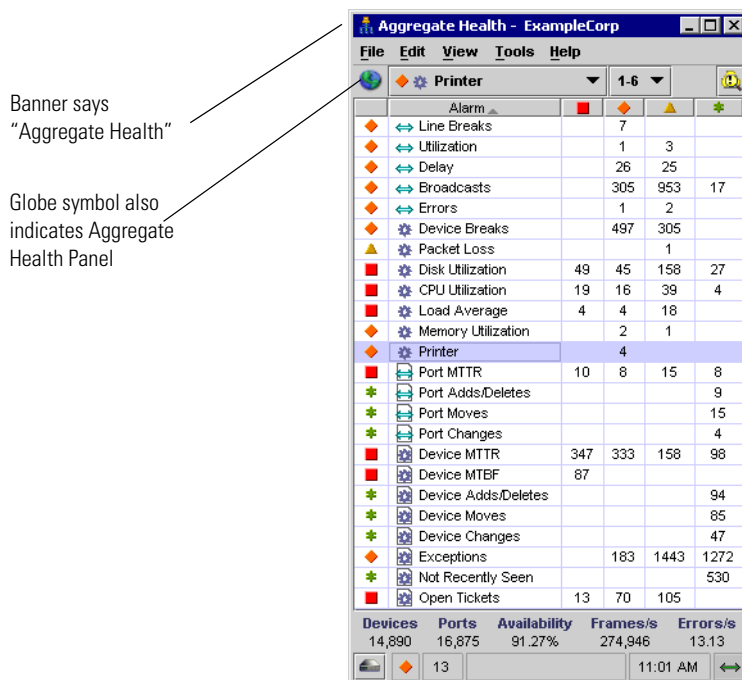 Aggregate Health - ExampleCorp
File Edit View Tools Help
Printer 1-6
Banner says
“Aggregate Health”
Globe symbol also
indicates Aggregate
Health Panel
Alarm
Line Breaks 7
Utilization 1 3
Delay 26 25
Broadcasts 305 953 17
Errors 1 2
Device Breaks 497 305
Packet Loss 1
Disk Utilization 49 45 158 27
CPU Utilization 19 16 39 4
Load Average 4 4 18
Memory Utilization 2 1
Printer 4
Port MTTR 10 8 15 8
Port Adds/Deletes 9
Port Moves 15
Port Changes 4
Device MTTR 347 333 158 98
Device MTBF 87
Device Adds/Deletes 94
Device Moves 85
Device Changes 47
Exceptions 183 1443 1272
Not Recently Seen 530
Open Tickets 13 70 105
Devices Ports Availability Frames/s Errors/s
14,890 16,875 91.27% 274,946 13.13
13 11:01 AM